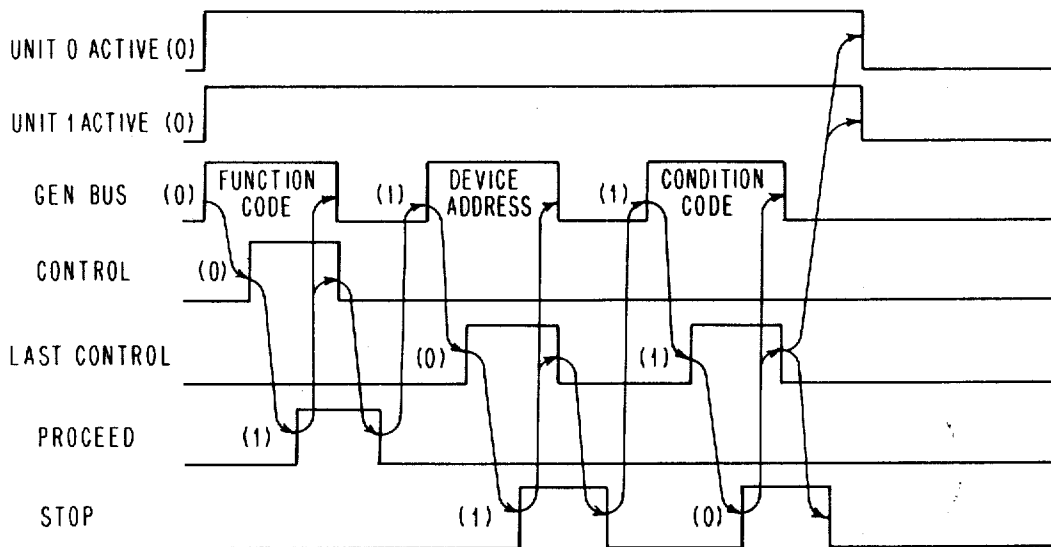 UNIT 0 ACTIVE (0)
UNIT 1 ACTIVE (0)
GEN BUS (0) FUNCTION CODE (1) DEVICE ADDRESS (1) CONDITION CODE
CONTROL (0)
LAST CONTROL (0) (1)
PROCEED (1)
STOP (1) (0)